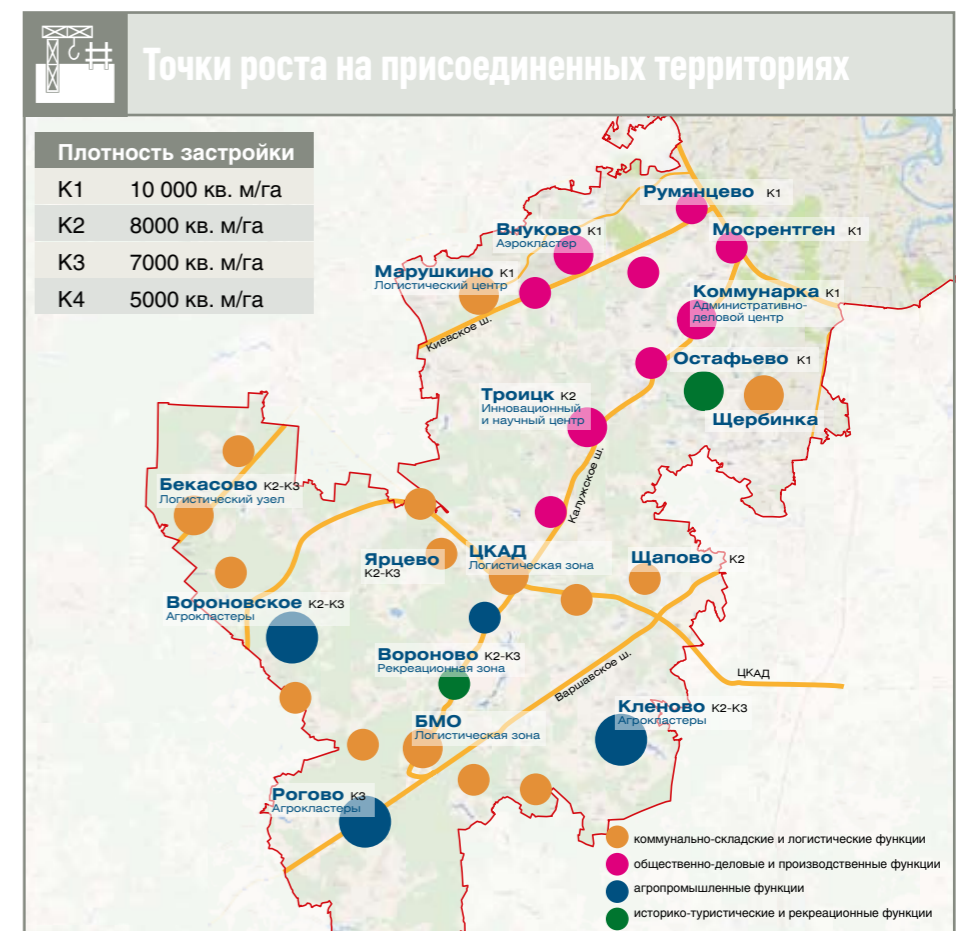 Точки роста на присоединенных территориях
Плотность застройки
К1 10 000 кв. м/га
К2 8000 кв. м/га
К3 7000 кв. м/га
К4 5000 кв. м/га
Румянцево К1
Внуково К1
Аэрокластер
Мосрентген К1
Марушкино К1
Логистический центр
Киевское ш.
Коммунарка К1
Административно-
деловой центр
Остафьево К1
Щербинка
Троицк К2
Инновационный
и научный центр
Калужское ш.
Бекасово К2-К3
Логистический узел
Ярцево
К2-К3
ЦКАД
Логистическая зона
Щапово К2
Вороновское К2-К3
Агрокластеры
Вороново К2-К3
Рекреационная зона
Варшавское ш.
ЦКАД
Кленово К2-К3
Агрокластеры
БМО
Логистическая зона
Рогово К3
Агрокластеры
коммунально-складские и логистические функции
общественно-деловые и производственные функции
агропромышленные функции
историко-туристические и рекреационные функции